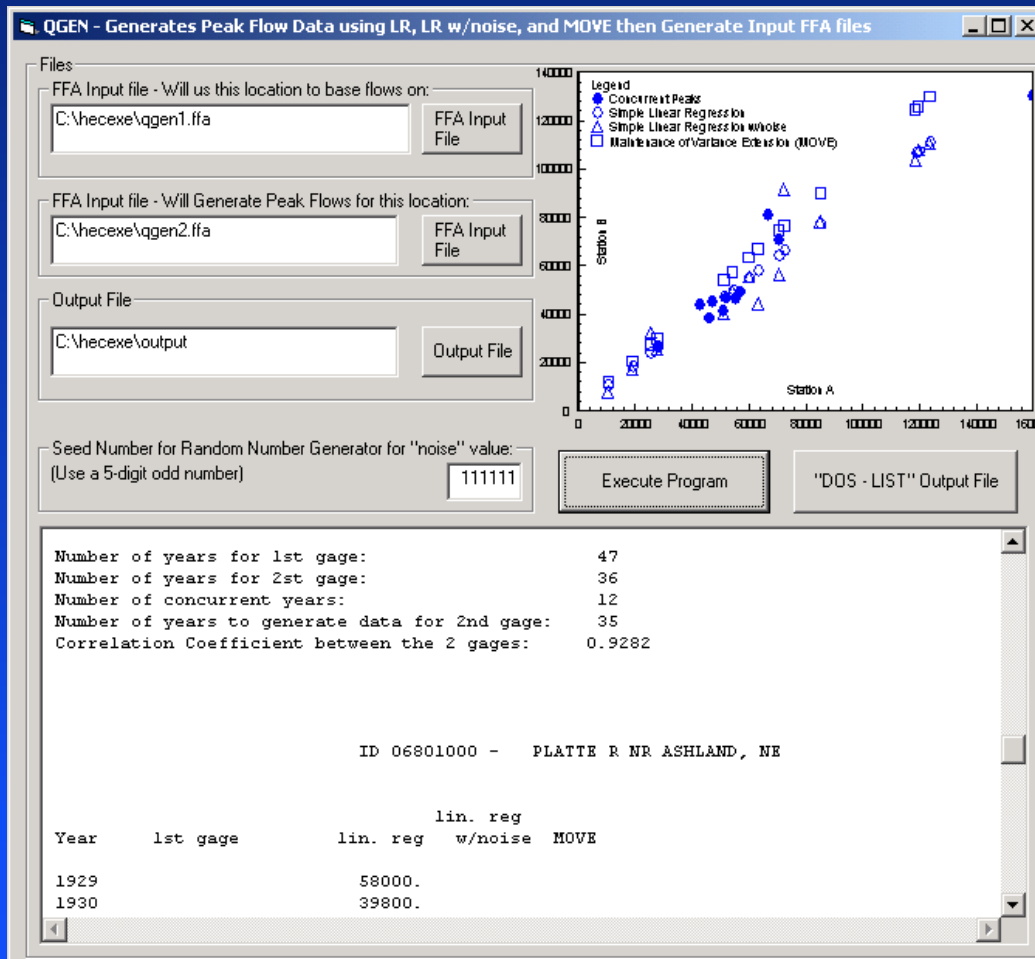 QGEN - Generates Peak Flow Data using LR, LR w/noise, and MOVE then Generate Input FFA files
Files
FFA Input file - Will us this location to base flows on:
C:\hecexe\qgen1.ffa
FFA Input File
FFA Input file - Will Generate Peak Flows for this location:
C:\hecexe\qgen2.ffa
FFA Input File
Output File
C:\hecexe\output
Output File
Seed Number for Random Number Generator for "noise" value:
(Use a 5-digit odd number)
111111
Legend
Concurrent Peaks
Simple Linear Regression
Simple Linear Regression w/noise
Maintenance of Variance Extension (MOVE)
140000
120000
100000
80000
60000
40000
20000
0
Station B
Station A
0 20000 40000 60000 80000 100000 120000 140000 160
Execute Program
"DOS - LIST" Output File
Number of years for 1st gage: 47
Number of years for 2st gage: 36
Number of concurrent years: 12
Number of years to generate data for 2nd gage: 35
Correlation Coefficient between the 2 gages: 0.9282
ID 06801000 - PLATTE R NR ASHLAND, NE
lin. reg
Year 1st gage lin. reg w/noise MOVE
1929 58000.
1930 39800.